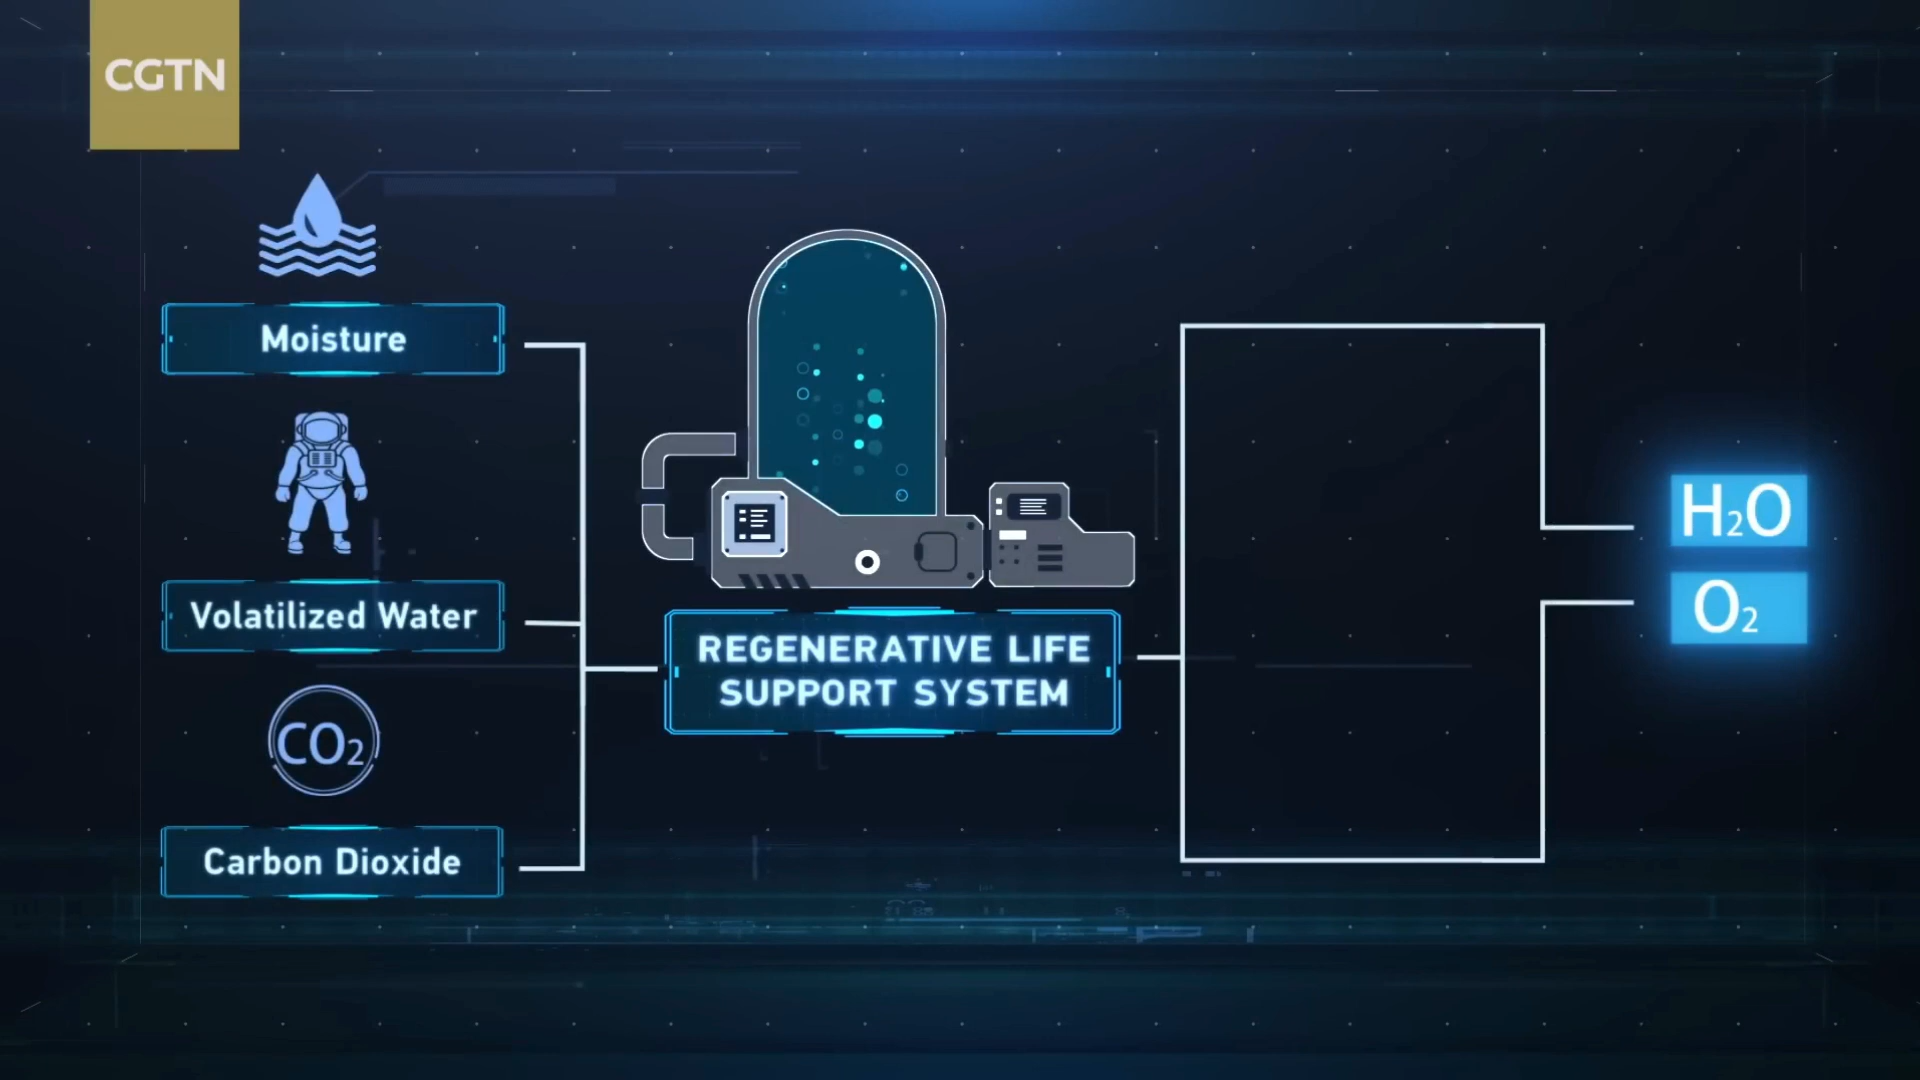 CGTN
Moisture
Volatilized Water
CO₂
Carbon Dioxide
REGENERATIVE LIFE
SUPPORT SYSTEM
H₂O
O₂